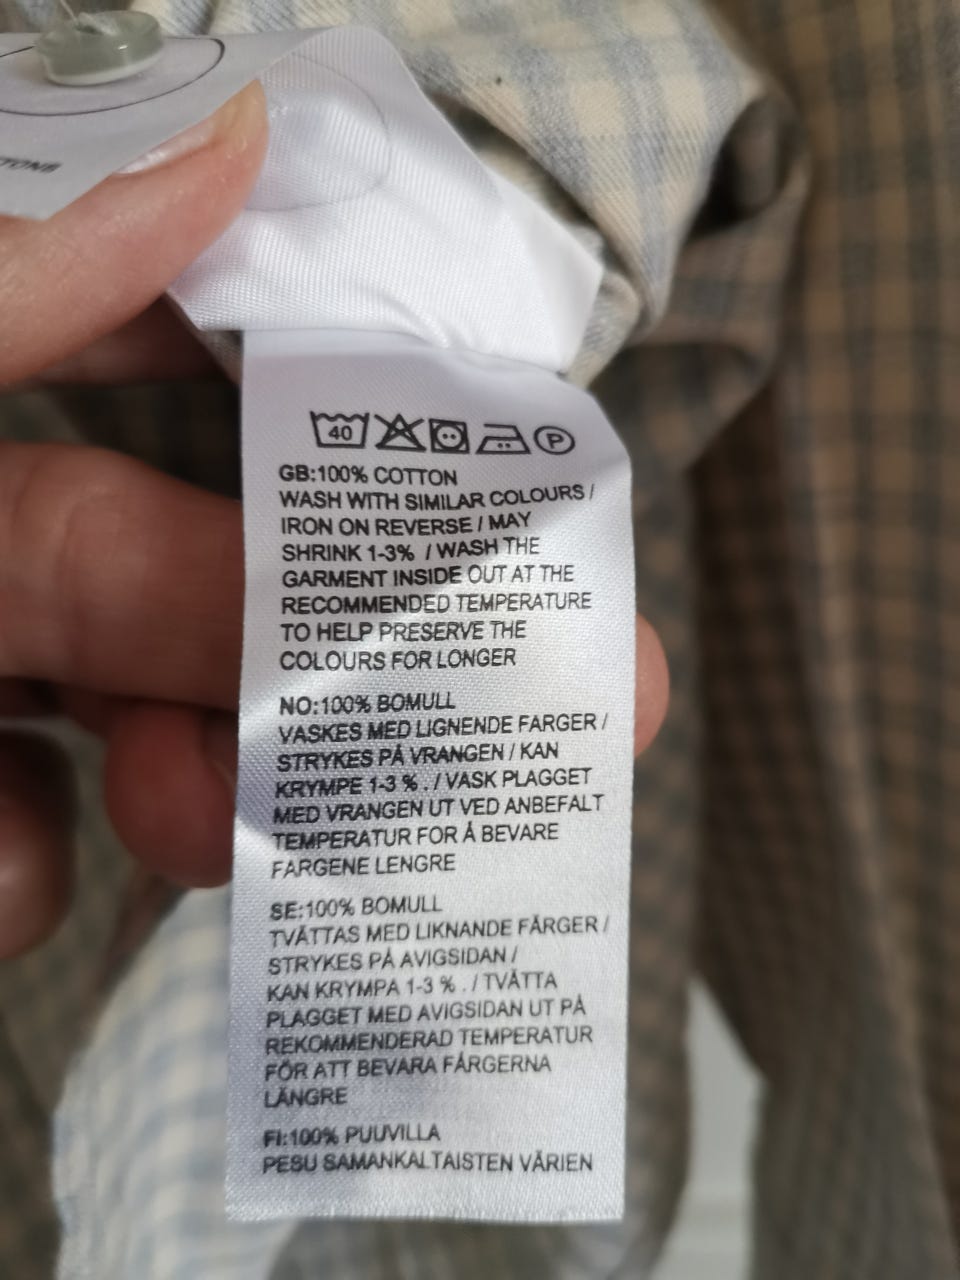 TONS
40
P
GB:100% COTTON
WASH WITH SIMILAR COLOURS /
IRON ON REVERSE / MAY
SHRINK 1-3% / WASH THE
GARMENT INSIDE OUT AT THE
RECOMMENDED TEMPERATURE
TO HELP PRESERVE THE
COLOURS FOR LONGER
NO:100% BOMULL
VASKES MED LIGNENDE FARGER /
STRYKES PÅ VRANGEN / KAN
KRYMPE 1-3 % . / VASK PLAGGET
MED VRANGEN UT VED ANBEFALT
TEMPERATUR FOR Å BEVARE
FARGENE LENGRE
SE:100% BOMULL
TVÄTTAS MED LIKNANDE FÄRGER /
STRYKES PÅ AVIGSIDAN /
KAN KRYMPA 1-3 % . / TVÄTTA
PLAGGET MED AVIGSIDAN UT PÅ
REKOMMENDERAD TEMPERATUR
FÖR ATT BEVARA FÄRGERNA
LÄNGRE
FI:100% PUUVILLA
PESU SAMANKALTAISTEN VÄRIEN